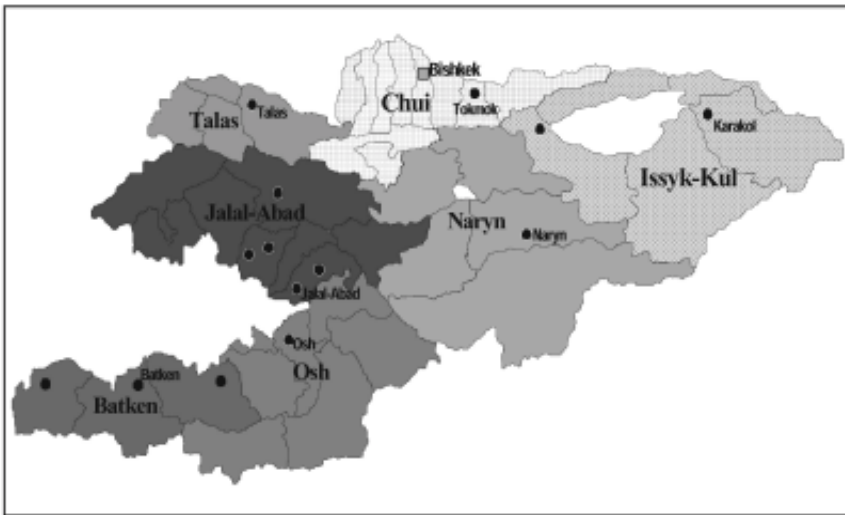 Bishkek
Chui
Tokmok
Talas
Talas
Karakol
Issyk-Kul
Jalal-Abad
Naryn
Naryn
Jalal-Abad
Osh
Osh
Batken
Batken